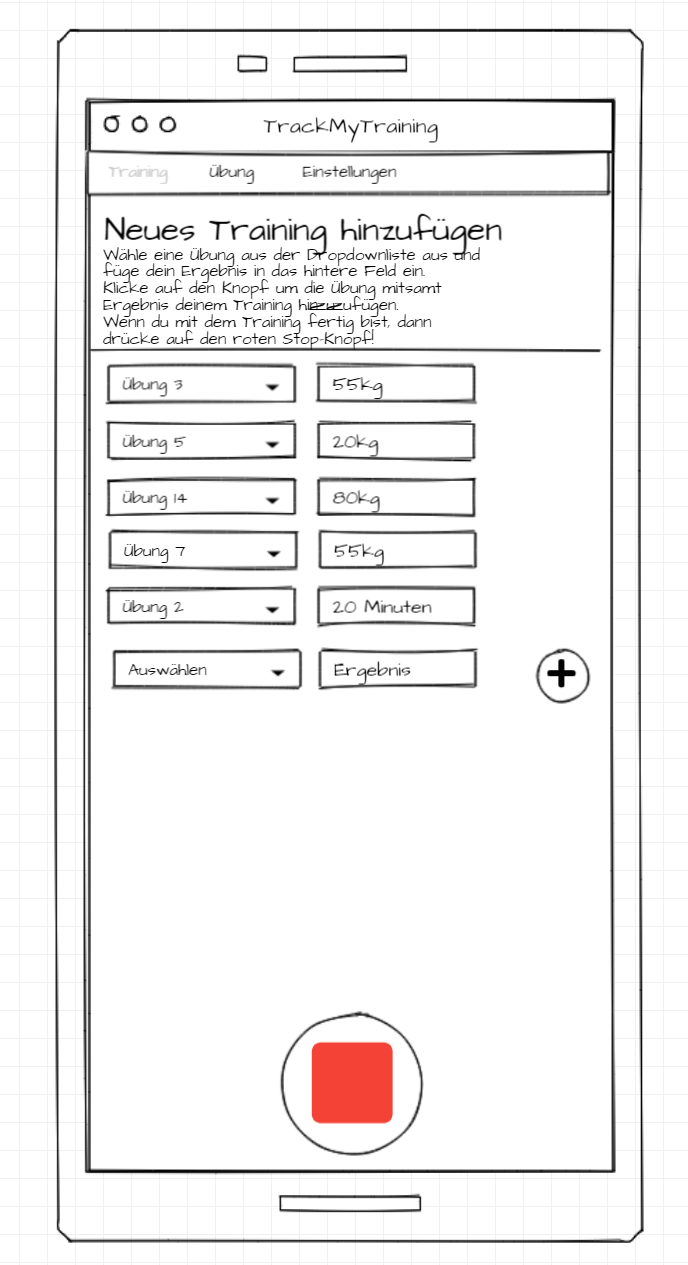 TrackMyTraining
Training Übung Einstellungen
Neues Training hinzufügen
Wähle eine Übung aus der Dropdownliste aus und
füge dein Ergebnis in das hintere Feld ein.
Klicke auf den Knopf um die Übung mitsamt
Ergebnis deinem Training hinzuzufügen.
Wenn du mit dem Training fertig bist, dann
drücke auf den roten Stop-Knopf!
Übung 3 55kg
Übung 5 20kg
Übung 14 80kg
Übung 7 55kg
Übung 2 20 Minuten
Auswählen Ergebnis